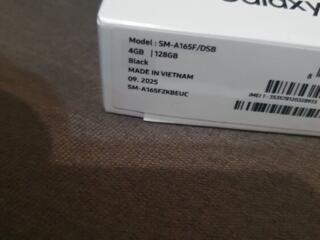 Galaxy
Model : SM-A165F/DSB
4GB | 128GB
Black
MADE IN VIETNAM
09. 2025
SM-A165FZKBEUC